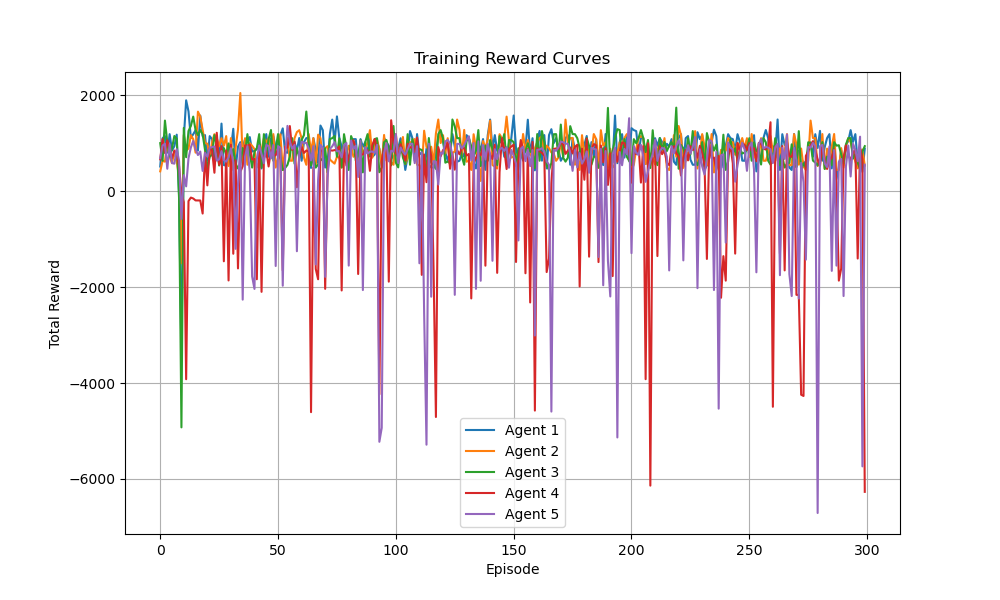 Training Reward Curves
Total Reward
2000
0
−2000
−4000
−6000
Agent 1
Agent 2
Agent 3
Agent 4
Agent 5
0 50 100 150 200 250 300
Episode